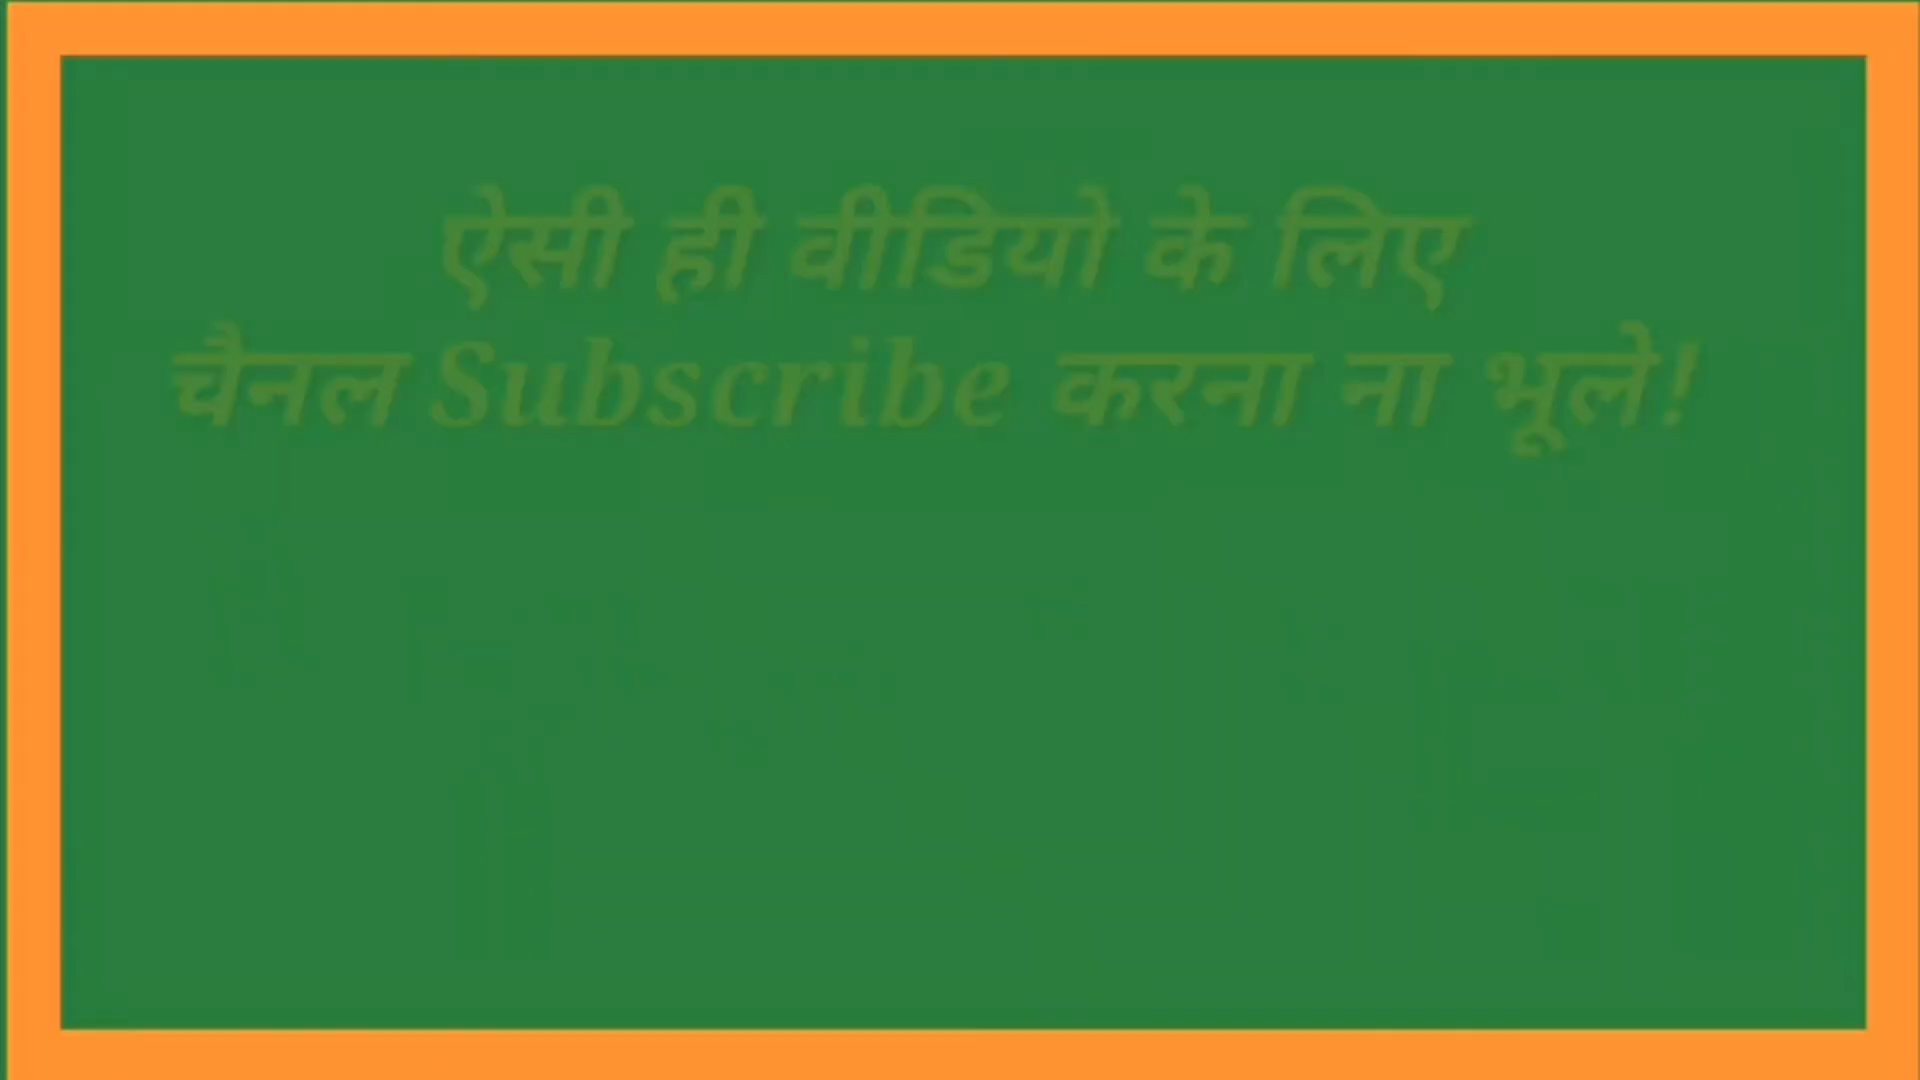 ऐसी ही वीडियो के लिए
चैनल Subscribe करना ना भूले!